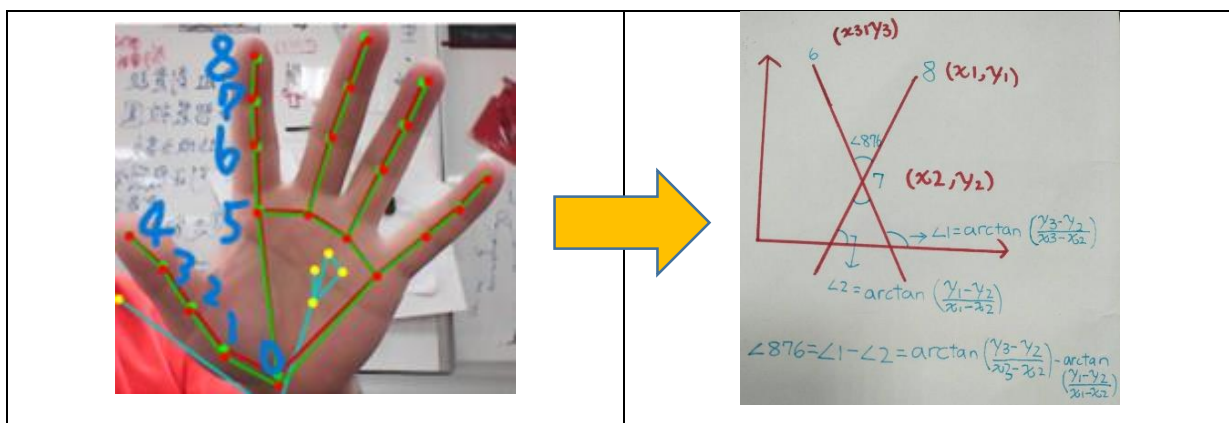 8
7
6
5
4
3
2
1
0
6
(x3,y3)
8 (x1,y1)
∠876
7
(x2,y2)
∠1=arctan (y3-y2/x3-x2)
∠2=arctan (y1-y2/x1-x2)
∠876=∠1-∠2=arctan (y3-y2/x3-x2)-arctan (y1-y2/x1-x2)